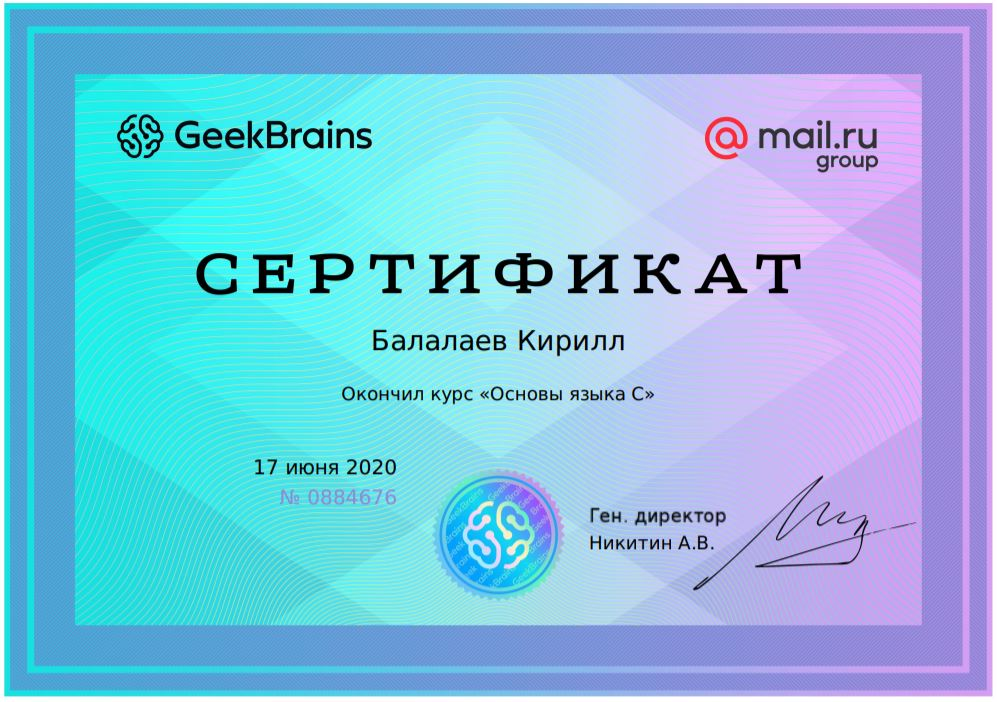 GeekBrains
@ mail.ru
group
СЕРТИФИКАТ
Балалаев Кирилл
Окончил курс «Основы языка C»
17 июня 2020
№ 0884676
Ген. директор
Никитин А.В.